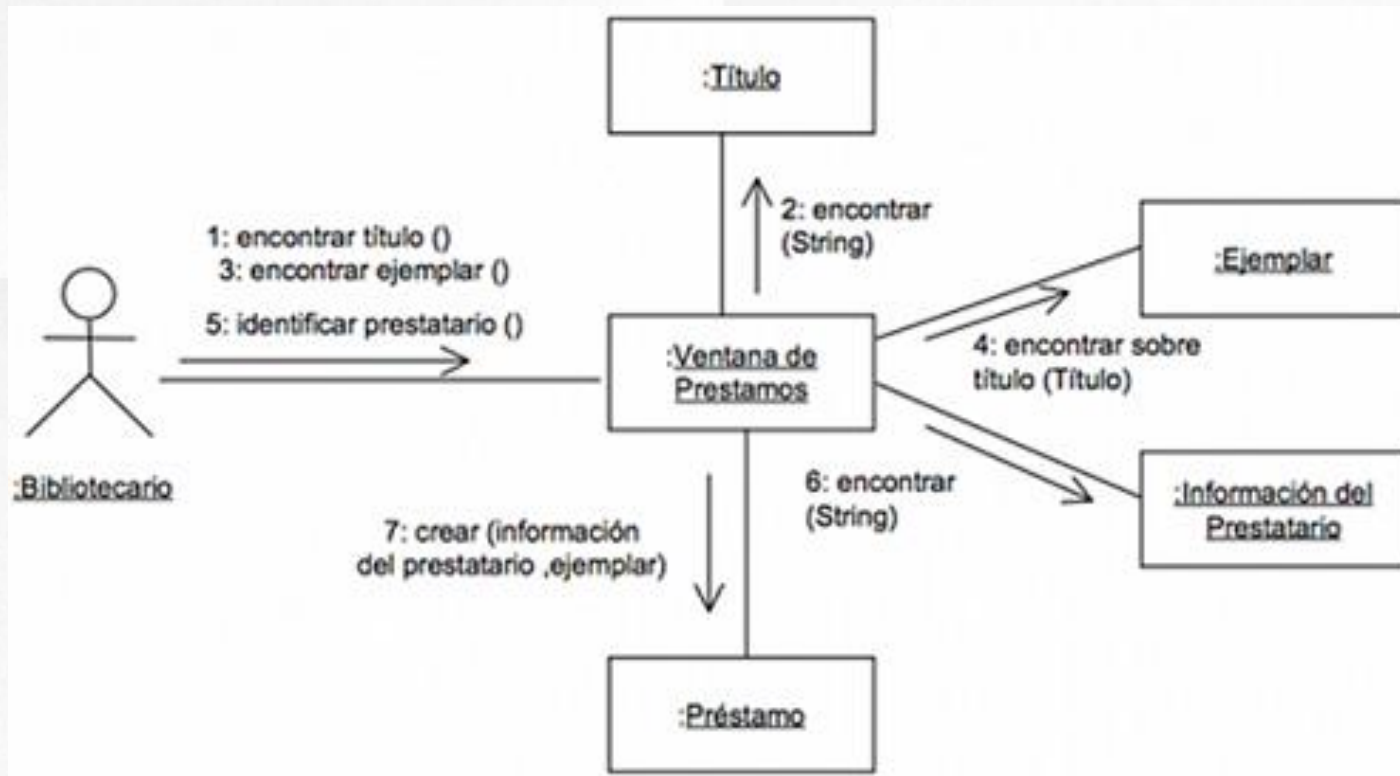 :Título
2: encontrar
(String)
1: encontrar título ()
3: encontrar ejemplar ()
5: identificar prestatario ()
:Ejemplar
:Ventana de
Prestamos
4: encontrar sobre
título (Título)
:Bibliotecario
6: encontrar
(String)
:Información del
Prestatario
7: crear (información
del prestatario ,ejemplar)
:Préstamo